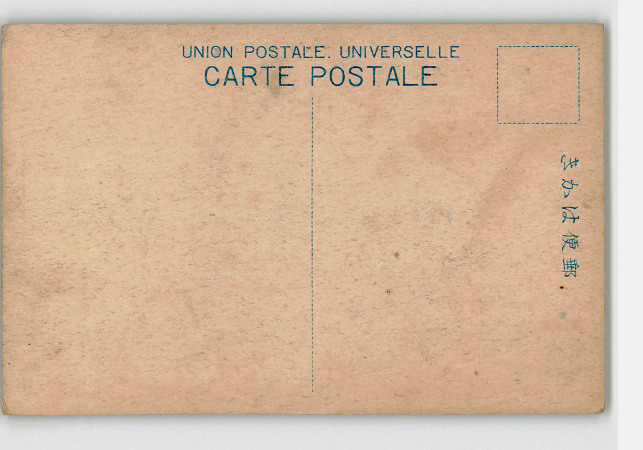 UNION POSTALE. UNIVERSELLE
CARTE POSTALE
きかは便郵